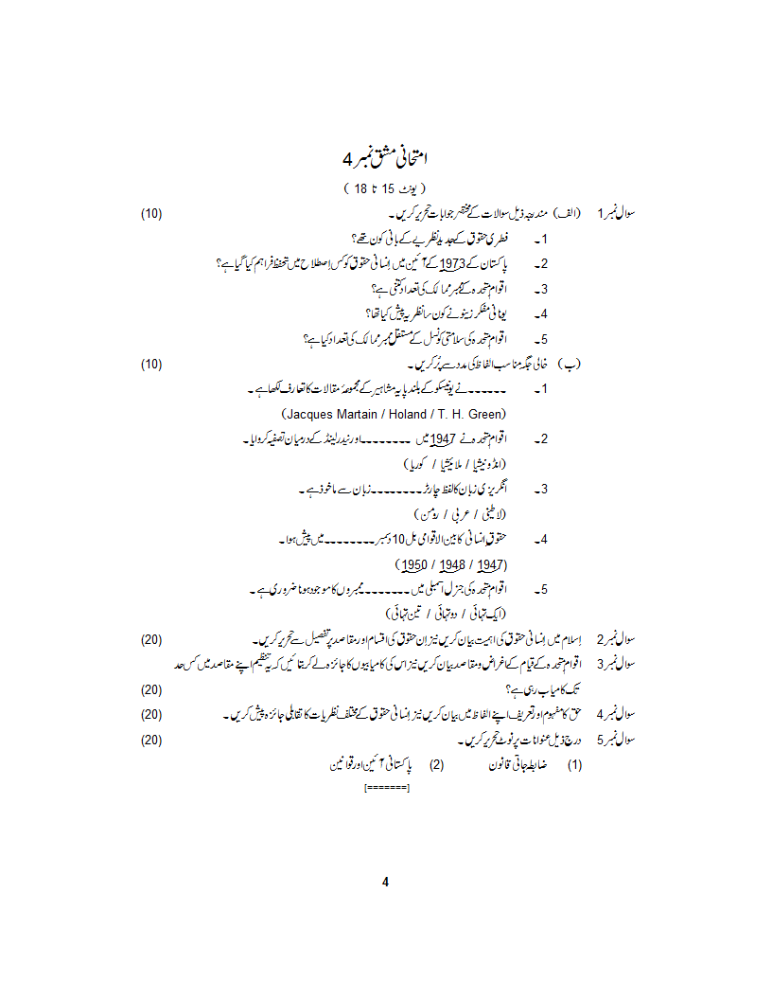 امتحانی مشق نمبر 4
( یونٹ 15 تا 18 )
سوال نمبر 1 (الف) مندرجہ ذیل سوالات کے مختصر جوابات تحریر کریں۔ (10)
1۔ فطری حقوق کے جدید نظریے کے بانی کون تھے؟
2۔ پاکستان کے 1973 کے آئین میں انسانی حقوق کو کس اصطلاح میں تحفظ فراہم کیا گیا ہے؟
3۔ اقوام متحدہ کے ممبر ممالک کی تعداد کتنی ہے؟
4۔ یونانی مفکر زینو نے کون سا نظریہ پیش کیا تھا؟
5۔ اقوام متحدہ کی سلامتی کونسل کے مستقل ممبر ممالک کی تعداد کیا ہے؟
(ب) خالی جگہ مناسب الفاظ کی مدد سے پُر کریں۔ (10)
1۔ ------ نے یونیسکو کے بلند پایہ مشاہیر کے مجموعۂ مقالات کا تعارف لکھا ہے۔
(Jacques Martain / Holand / T. H. Green)
2۔ اقوام متحدہ نے 1947 میں -------- اور نیدرلینڈ کے درمیان تصفیہ کروایا۔
(انڈونیشیا / ملائیشیا / کوریا)
3۔ انگریزی زبان کا لفظ چارٹر -------- زبان سے ماخوذ ہے۔
(لاطینی / عربی / رومن)
4۔ حقوق انسانی کا بین الاقوامی بل 10 دسمبر -------- میں پیش ہوا۔
(1947 / 1948 / 1950)
5۔ اقوام متحدہ کی جنرل اسمبلی میں -------- ممبروں کا موجود ہونا ضروری ہے۔
(ایک تہائی / دو تہائی / تین تہائی)
سوال نمبر 2 اسلام میں انسانی حقوق کی اہمیت بیان کریں نیز ان حقوق کی اقسام اور مقاصد پر تفصیل سے تحریر کریں۔ (20)
سوال نمبر 3 اقوام متحدہ کے قیام کے اغراض و مقاصد بیان کریں نیز اس کی کامیابیوں کا جائزہ لے کر بتائیں کہ یہ تنظیم اپنے مقاصد میں کس حد
تک کامیاب رہی ہے؟ (20)
سوال نمبر 4 حق کا مفہوم اور تعریف اپنے الفاظ میں بیان کریں نیز انسانی حقوق کے مختلف نظریات کا تقابلی جائزہ پیش کریں۔ (20)
سوال نمبر 5 درج ذیل عنوانات پر نوٹ تحریر کریں۔ (20)
(1) ضابطہ جاتی قانون (2) پاکستانی آئین اور قوانین
[=======]
4